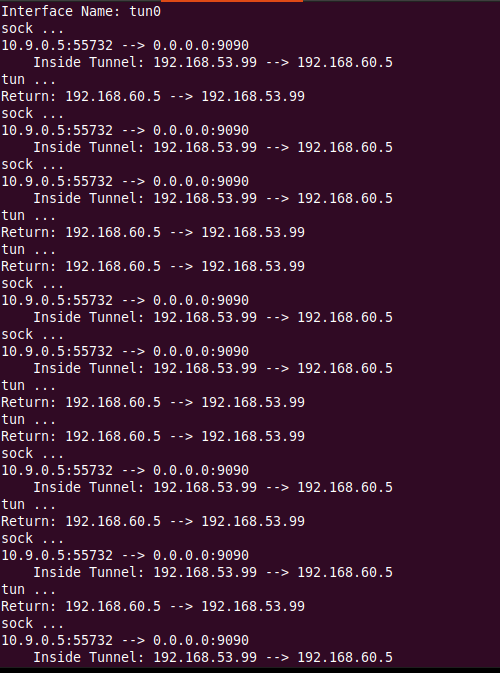 Interface Name: tun0
sock ...
10.9.0.5:55732 --> 0.0.0.0:9090
    Inside Tunnel: 192.168.53.99 --> 192.168.60.5
tun ...
Return: 192.168.60.5 --> 192.168.53.99
sock ...
10.9.0.5:55732 --> 0.0.0.0:9090
    Inside Tunnel: 192.168.53.99 --> 192.168.60.5
sock ...
10.9.0.5:55732 --> 0.0.0.0:9090
    Inside Tunnel: 192.168.53.99 --> 192.168.60.5
tun ...
Return: 192.168.60.5 --> 192.168.53.99
tun ...
Return: 192.168.60.5 --> 192.168.53.99
sock ...
10.9.0.5:55732 --> 0.0.0.0:9090
    Inside Tunnel: 192.168.53.99 --> 192.168.60.5
sock ...
10.9.0.5:55732 --> 0.0.0.0:9090
    Inside Tunnel: 192.168.53.99 --> 192.168.60.5
tun ...
Return: 192.168.60.5 --> 192.168.53.99
tun ...
Return: 192.168.60.5 --> 192.168.53.99
sock ...
10.9.0.5:55732 --> 0.0.0.0:9090
    Inside Tunnel: 192.168.53.99 --> 192.168.60.5
tun ...
Return: 192.168.60.5 --> 192.168.53.99
sock ...
10.9.0.5:55732 --> 0.0.0.0:9090
    Inside Tunnel: 192.168.53.99 --> 192.168.60.5
tun ...
Return: 192.168.60.5 --> 192.168.53.99
sock ...
10.9.0.5:55732 --> 0.0.0.0:9090
    Inside Tunnel: 192.168.53.99 --> 192.168.60.5